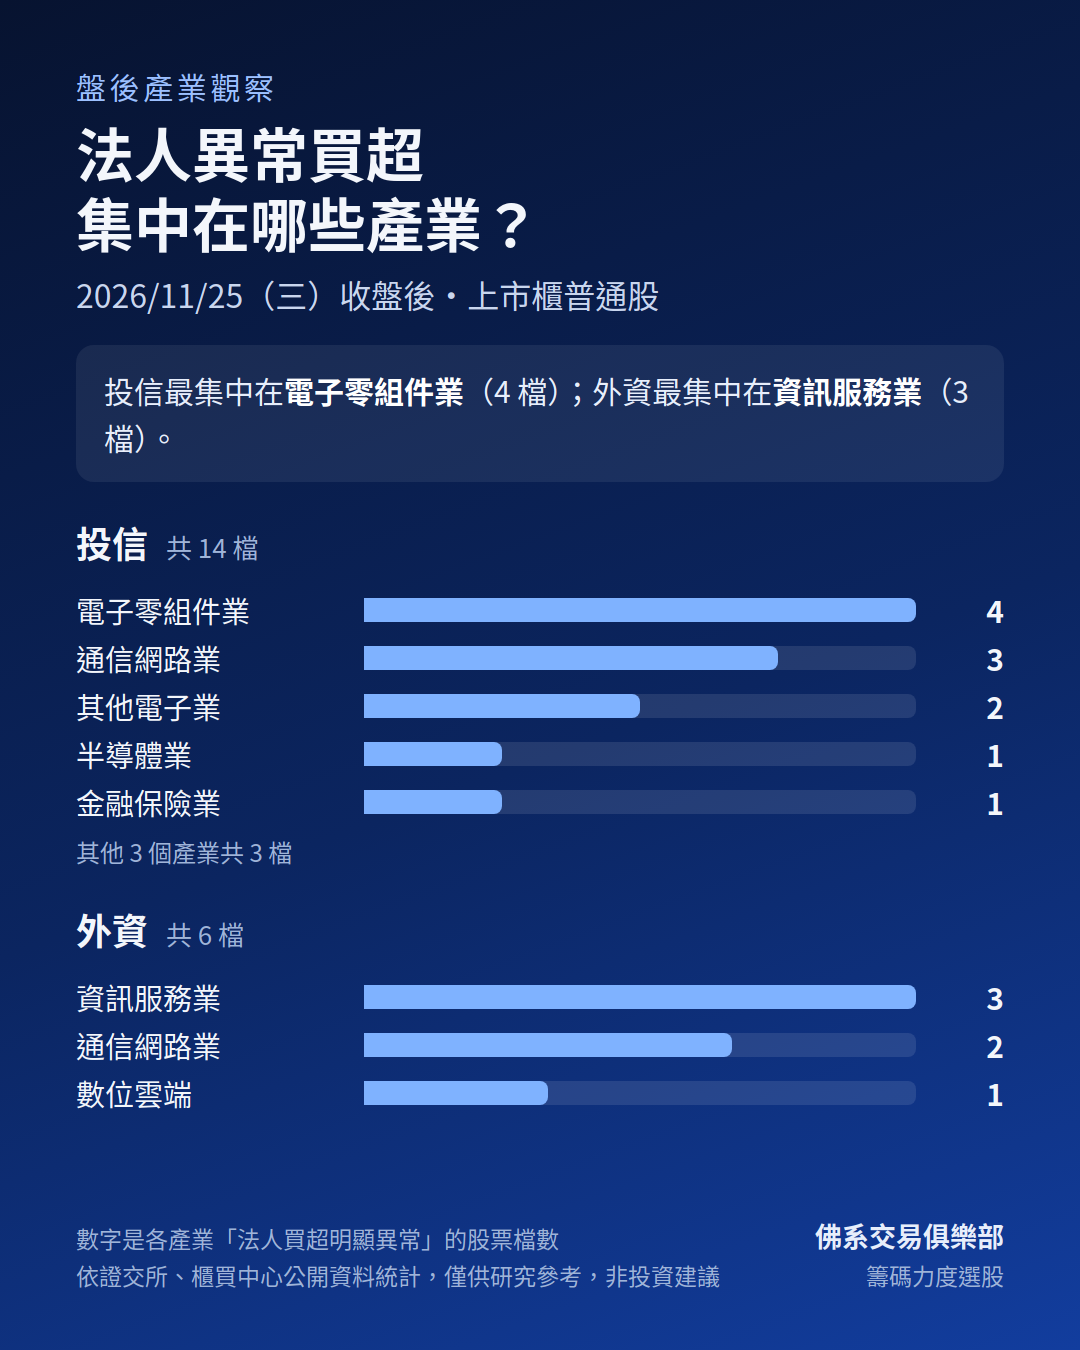 盤後產業觀察
法人異常買超
集中在哪些產業？
2026/11/25（三）收盤後・上市櫃普通股
投信最集中在電子零組件業（4 檔）；外資最集中在資訊服務業（3
檔）。
投信 共 14 檔
電子零組件業 4
通信網路業 3
其他電子業 2
半導體業 1
金融保險業 1
其他 3 個產業共 3 檔
外資 共 6 檔
資訊服務業 3
通信網路業 2
數位雲端 1
數字是各產業「法人買超明顯異常」的股票檔數
依證交所、櫃買中心公開資料統計，僅供研究參考，非投資建議
佛系交易俱樂部
籌碼力度選股